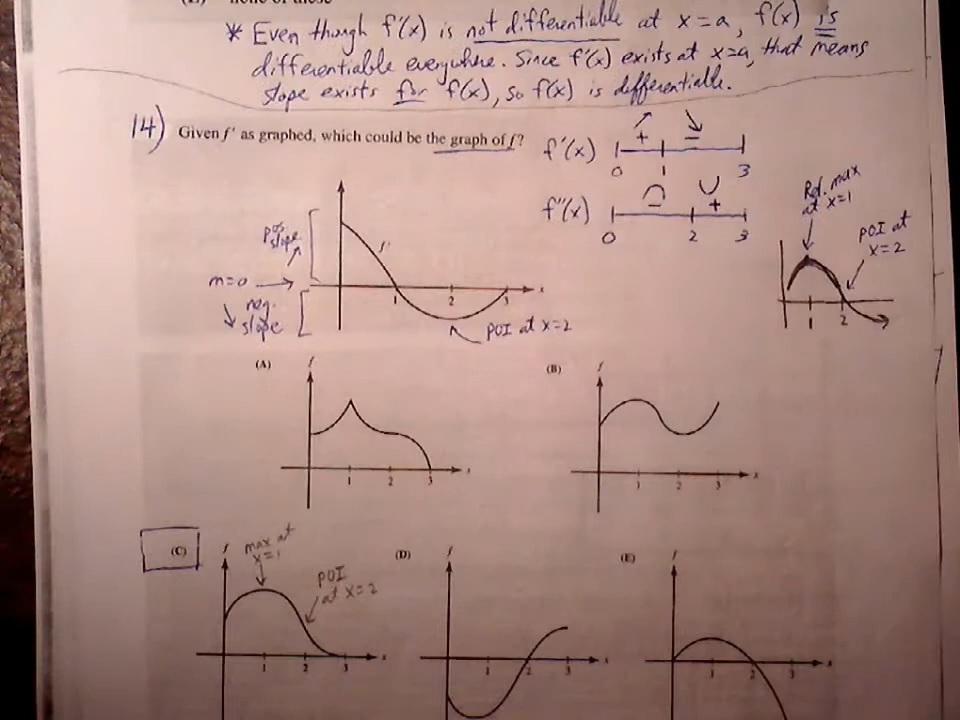 none of these
* Even though f'(x) is not differentiable at x=a, f(x) is
differentiable everywhere. Since f'(x) exists at x=a, that means
slope exists for f(x), so f(x) is differentiable.
14) Given f' as graphed, which could be the graph of f?
f'(x) + −
0 1 3
f''(x) − +
0 2 3
Rel. max
at x=1
POI at
x=2
1 2
pos.
slope
f'
m=0
neg.
slope
1 2 3 x
POI at x=2
(A) f
1 2 3 x
(B) f
1 2 3 x
(C) f
max at
x=1
POI
at x=2
1 2 3 x
(D) f
1 2 3 x
(E) f
1 2 3 x